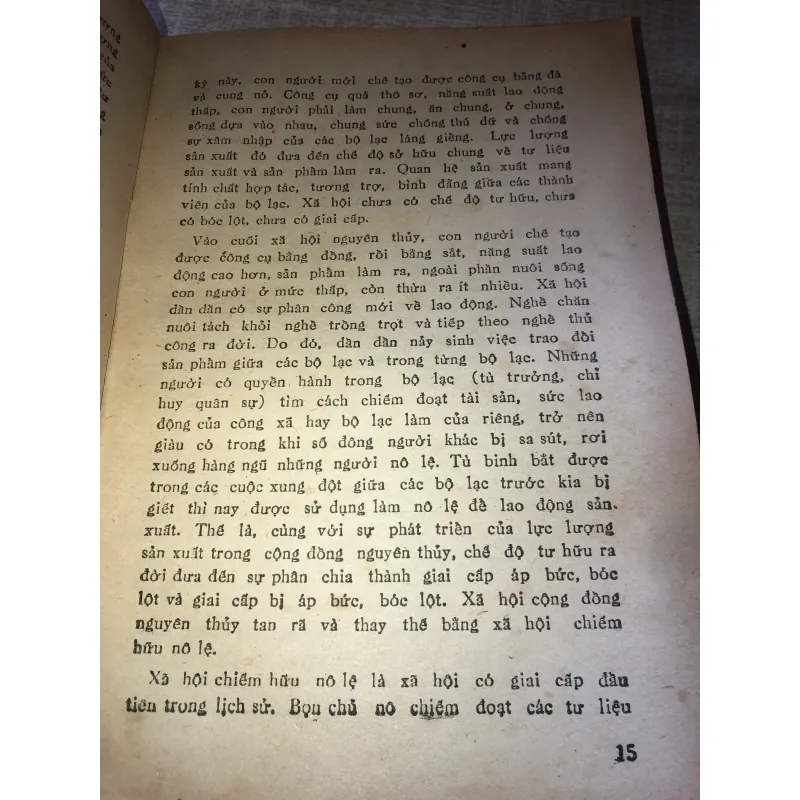 kỳ này, con người mới chế tạo được công cụ bằng đá
và cung nỏ. Công cụ quá thô sơ, năng suất lao động
thấp, con người phải làm chung, ăn chung, ở chung,
sống dựa vào nhau, chung sức chống thú dữ và chống
sự xâm nhập của các bộ lạc láng giềng. Lực lượng
sản xuất đó đưa đến chế độ sở hữu chung về tư liệu
sản xuất và sản phẩm làm ra. Quan hệ sản xuất mang
tính chất hợp tác, tương trợ, bình đẳng giữa các thành
viên của bộ lạc. Xã hội chưa có chế độ tư hữu, chưa
có bóc lột, chưa có giai cấp.
Vào cuối xã hội nguyên thủy, con người chế tạo
được công cụ bằng đồng, rồi bằng sắt, năng suất lao
động cao hơn, sản phẩm làm ra, ngoài phần nuôi sống
con người ở mức thấp, còn thừa ra ít nhiều. Xã hội
dần dần có sự phân công mới về lao động. Nghề chăn
nuôi tách khỏi nghề trồng trọt và tiếp theo nghề thủ
công ra đời. Do đó, dần dần nảy sinh việc trao đổi
sản phẩm giữa các bộ lạc và trong từng bộ lạc. Những
người có quyền hành trong bộ lạc (tù trưởng, chỉ
huy quân sự) tìm cách chiếm đoạt tài sản, sức lao
động của công xã hay bộ lạc làm của riêng, trở nên
giàu có trong khi số đông người khác bị sa sút, rơi
xuống hàng ngũ những người nô lệ. Tù binh bắt được
trong các cuộc xung đột giữa các bộ lạc trước kia bị
giết thì nay được sử dụng làm nô lệ để lao động sản
xuất. Thế là, cùng với sự phát triển của lực lượng
sản xuất trong cộng đồng nguyên thủy, chế độ tư hữu ra
đời đưa đến sự phân chia thành giai cấp áp bức, bóc
lột và giai cấp bị áp bức, bóc lột. Xã hội cộng đồng
nguyên thủy tan rã và thay thế bằng xã hội chiếm
hữu nô lệ.
Xã hội chiếm hữu nô lệ là xã hội có giai cấp đầu
tiên trong lịch sử. Bọn chủ nô chiếm đoạt các tư liệu
15